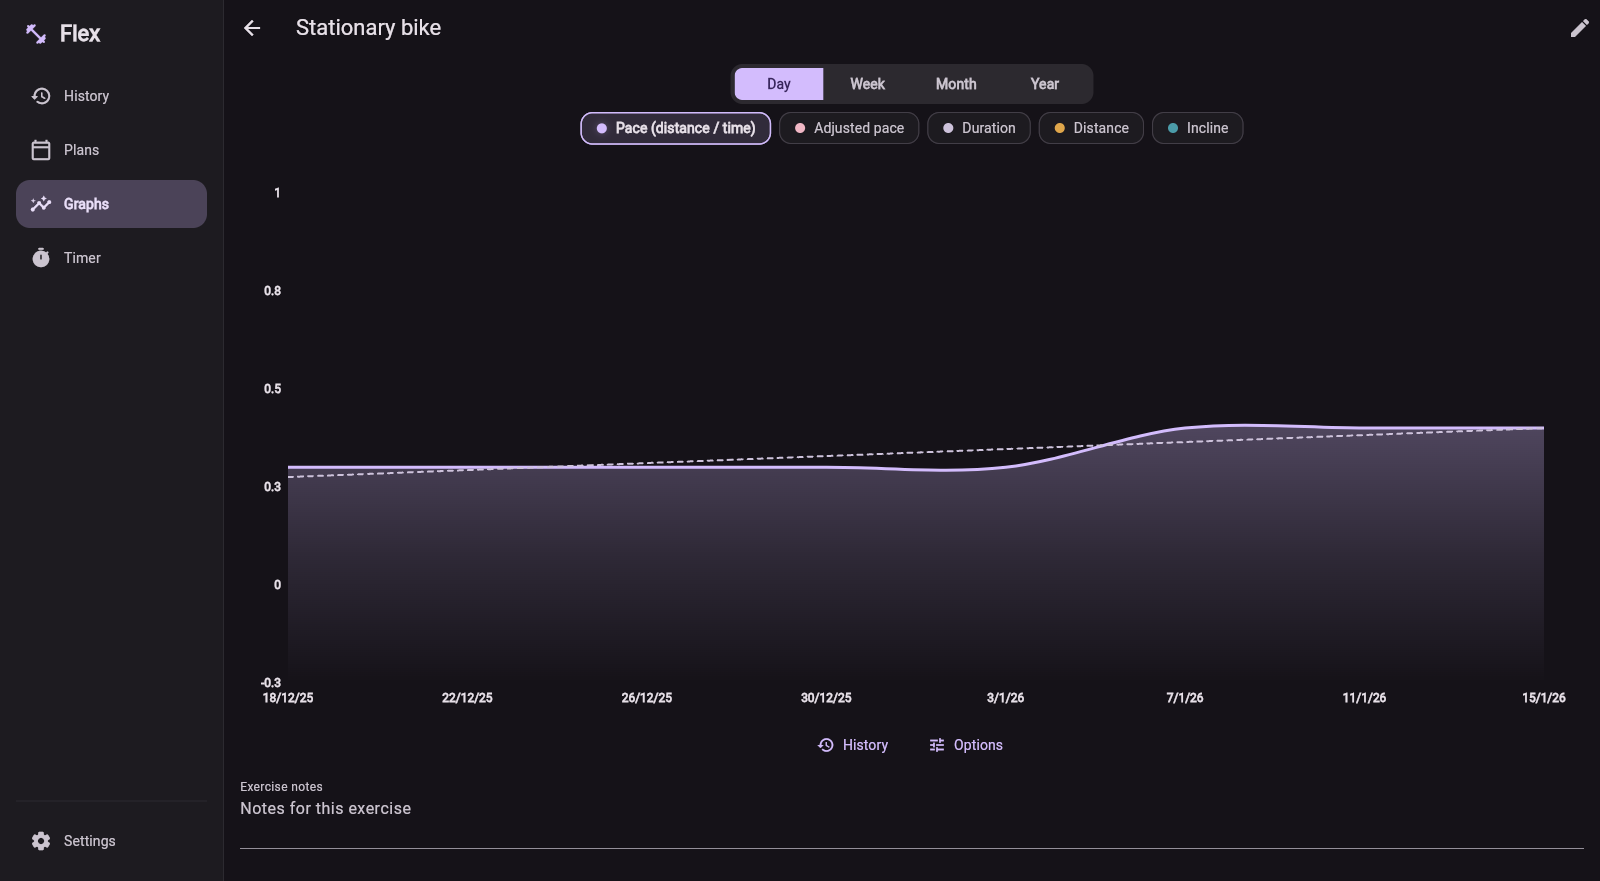 Flex
Stationary bike
History
Plans
Graphs
Timer
Settings
Day Week Month Year
Pace (distance / time) Adjusted pace Duration Distance Incline
1
0.8
0.5
0.3
0
-0.3
18/12/25 22/12/25 26/12/25 30/12/25 3/1/26 7/1/26 11/1/26 15/1/26
History Options
Exercise notes
Notes for this exercise